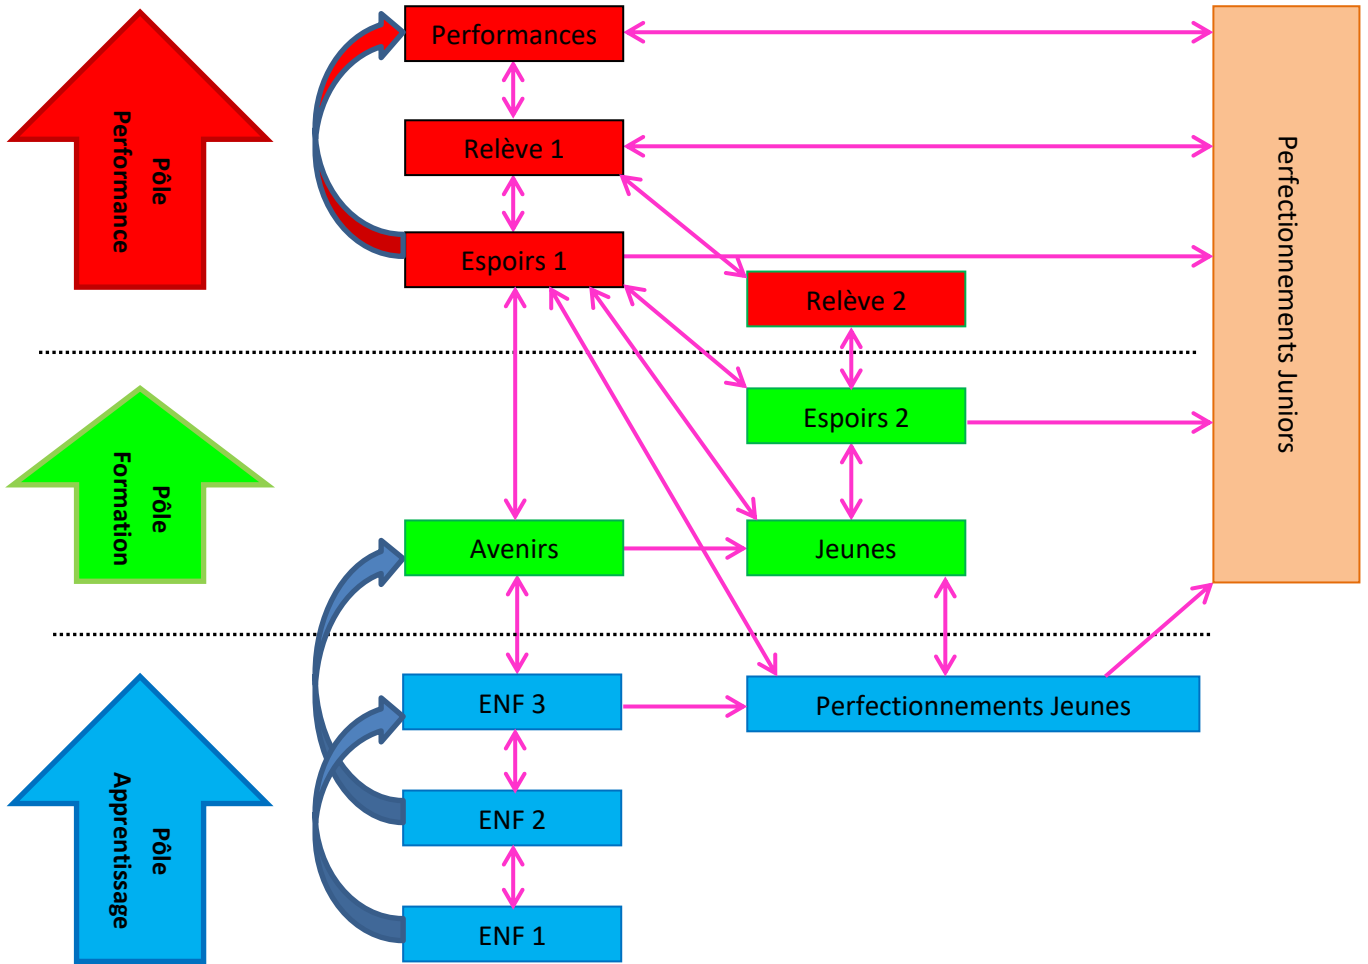 Performances
Pôle
Performance
Relève 1
Espoirs 1
Relève 2
Perfectionnements Juniors
Espoirs 2
Pôle
Formation
Avenirs
Jeunes
ENF 3
Perfectionnements Jeunes
Pôle
Apprentissage
ENF 2
ENF 1